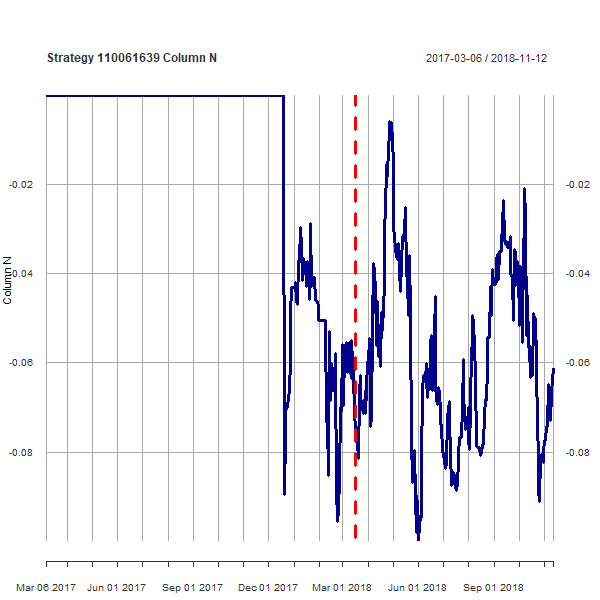 Strategy 110061639 Column N
2017-03-06 / 2018-11-12
-0.02 -0.02
-0.04 -0.04
-0.06 -0.06
-0.08 -0.08
Column N
Mar 06 2017 Jun 01 2017 Sep 01 2017 Dec 01 2017 Mar 01 2018 Jun 01 2018 Sep 01 2018